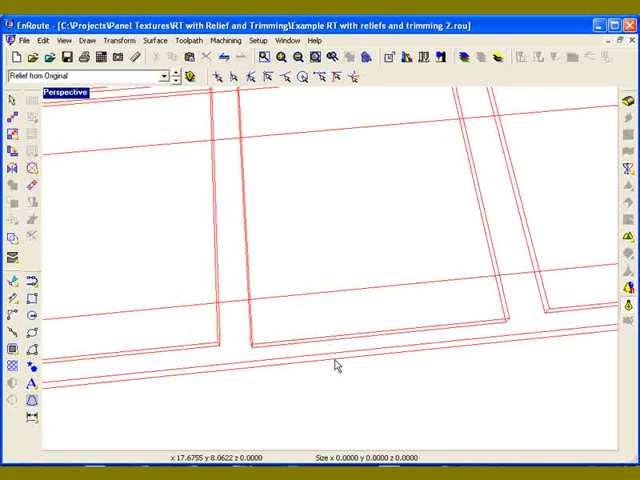 EnRoute - [C:\Projects\Panel Textures\RT with Relief and Trimming\Example RT with reliefs and trimming 2.rou]
File Edit View Draw Transform Surface Toolpath Machining Setup Window Help
Relief from Original
Perspective
A
x 17.6755 y 8.0622 z 0.0000 Size x 0.0000 y 0.0000 z 0.0000